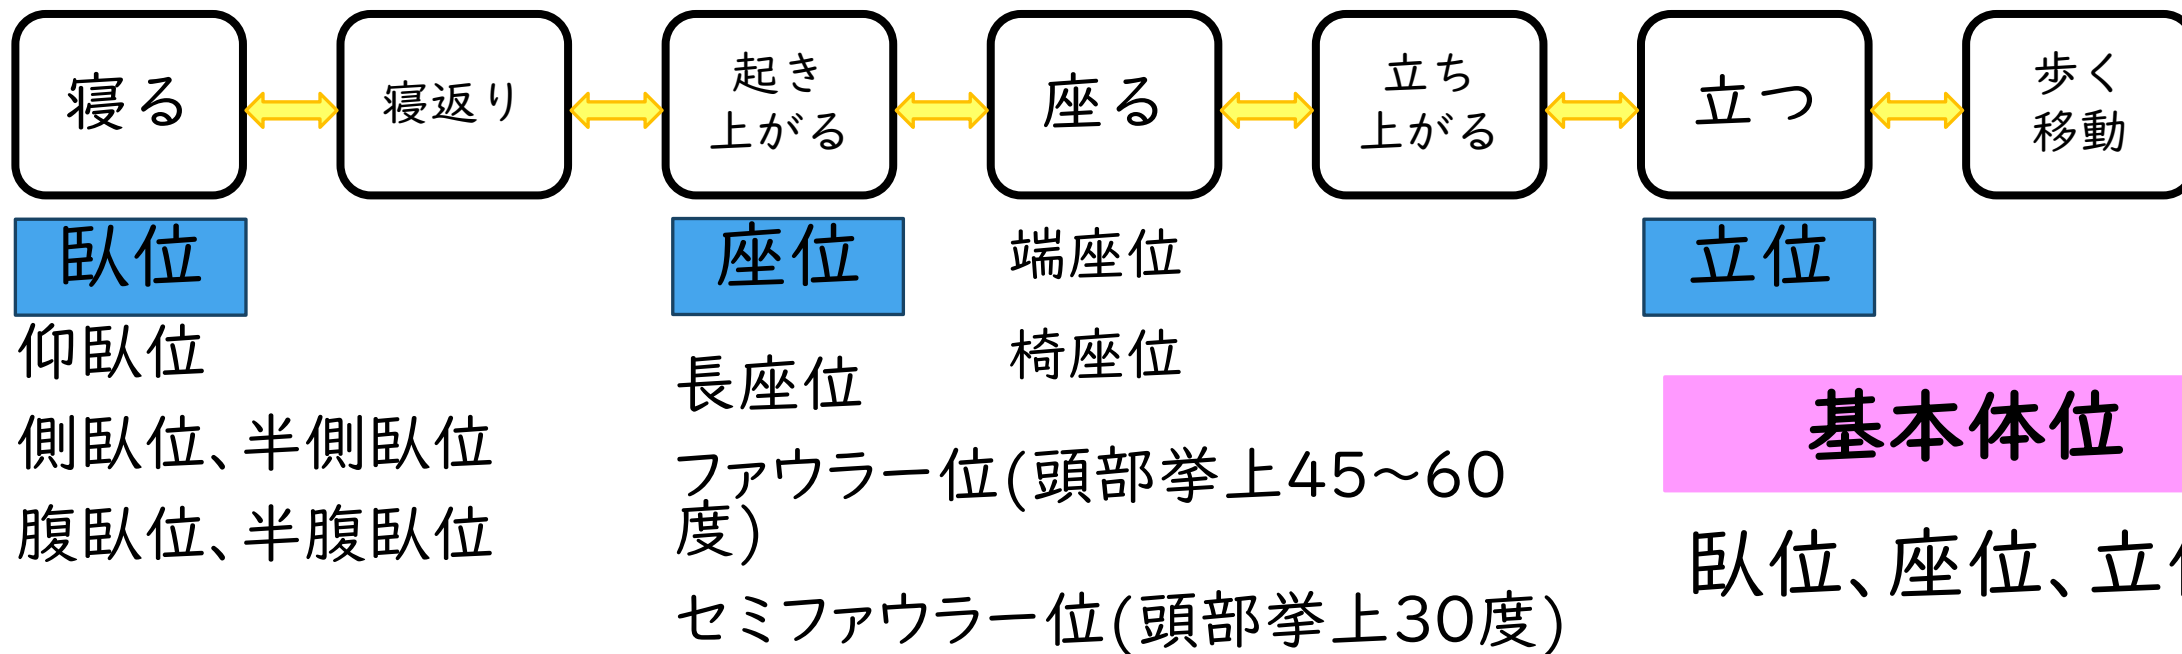 寝る
寝返り
起き
上がる
座る
立ち
上がる
立つ
歩く
移動
臥位
仰臥位
側臥位、半側臥位
腹臥位、半腹臥位
座位
長座位
ファウラー位(頭部挙上45～60
度)
セミファウラー位(頭部挙上30度)
端座位
椅座位
立位
基本体位
臥位、座位、立位